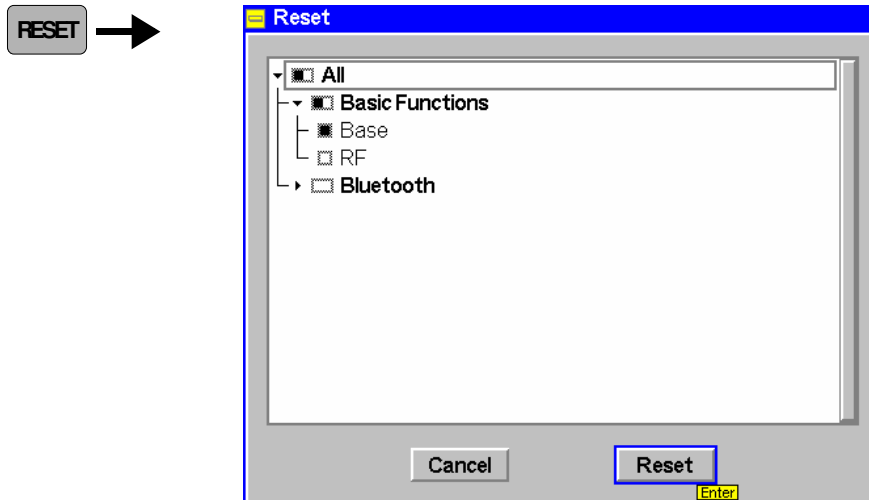 RESET
Reset
All
Basic Functions
Base
RF
Bluetooth
Cancel
Reset
Enter